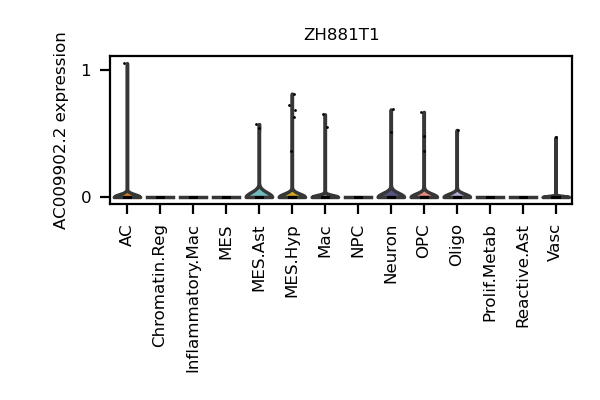 ZH881T1
AC009902.2 expression
1
0
AC
Chromatin.Reg
Inflammatory.Mac
MES
MES.Ast
MES.Hyp
Mac
NPC
Neuron
OPC
Oligo
Prolif.Metab
Reactive.Ast
Vasc